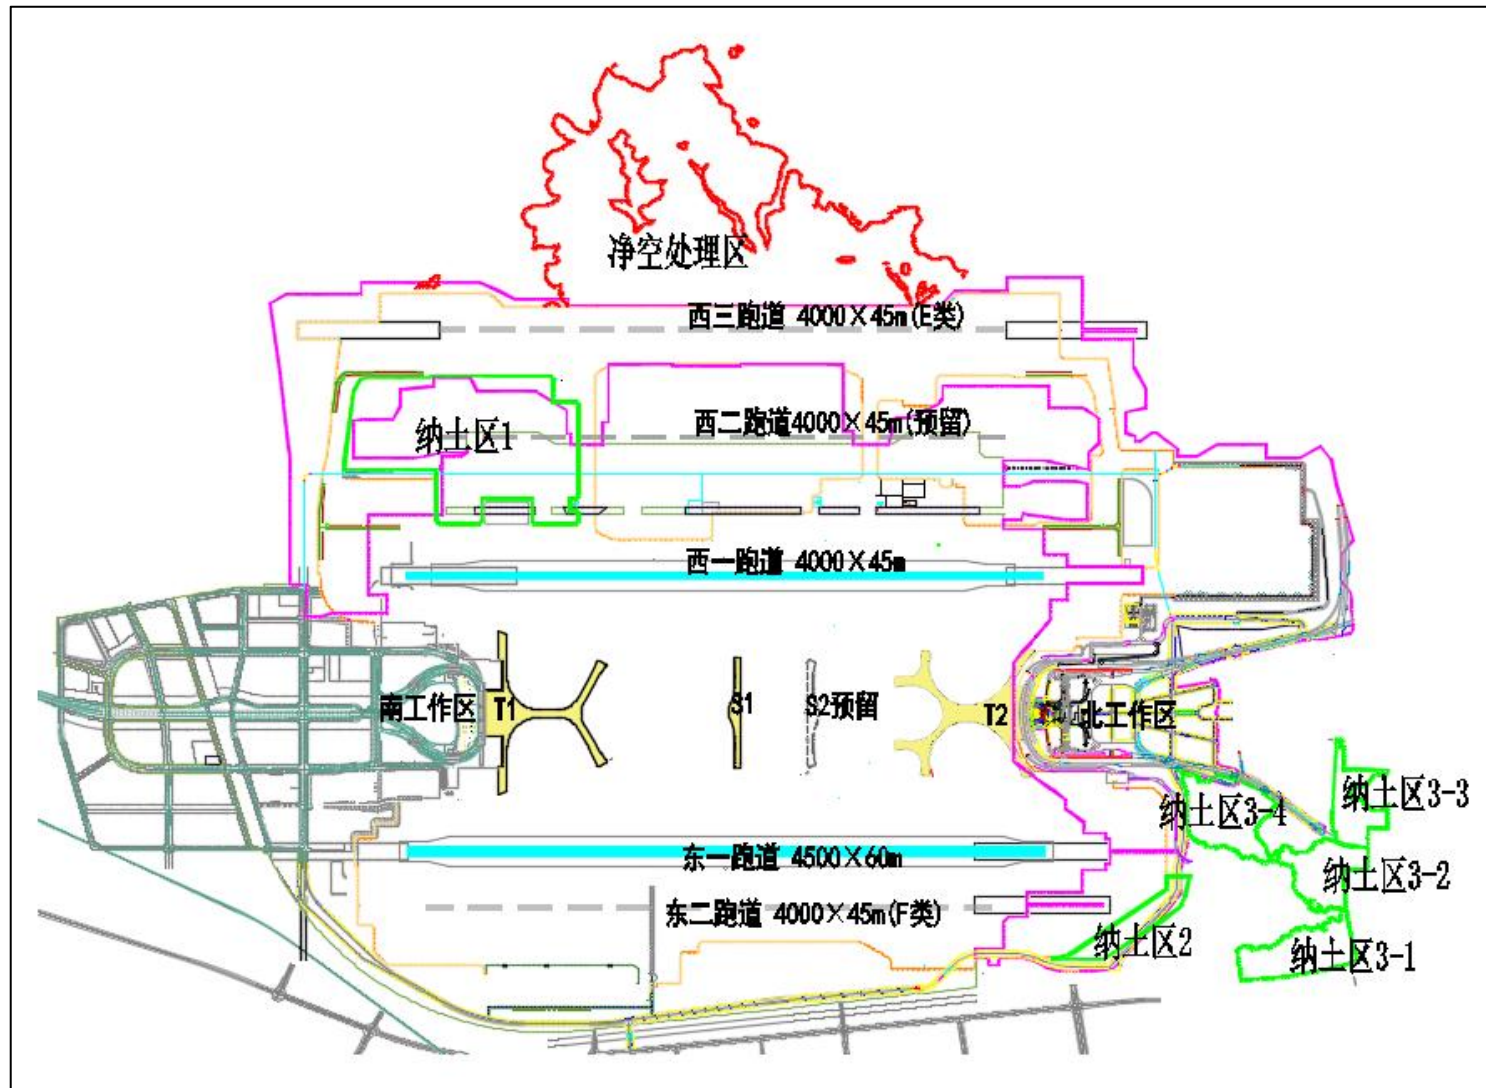 净空处理区
西三跑道 4000×45m(E类)
西二跑道4000×45m(预留)
纳土区1
西一跑道 4000×45m
南工作区
T1
S1
S2预留
T2
北工作区
纳土区3-3
纳土区3-4
东一跑道 4500×60m
纳土区3-2
东二跑道 4000×45m(F类)
纳土区2
纳土区3-1